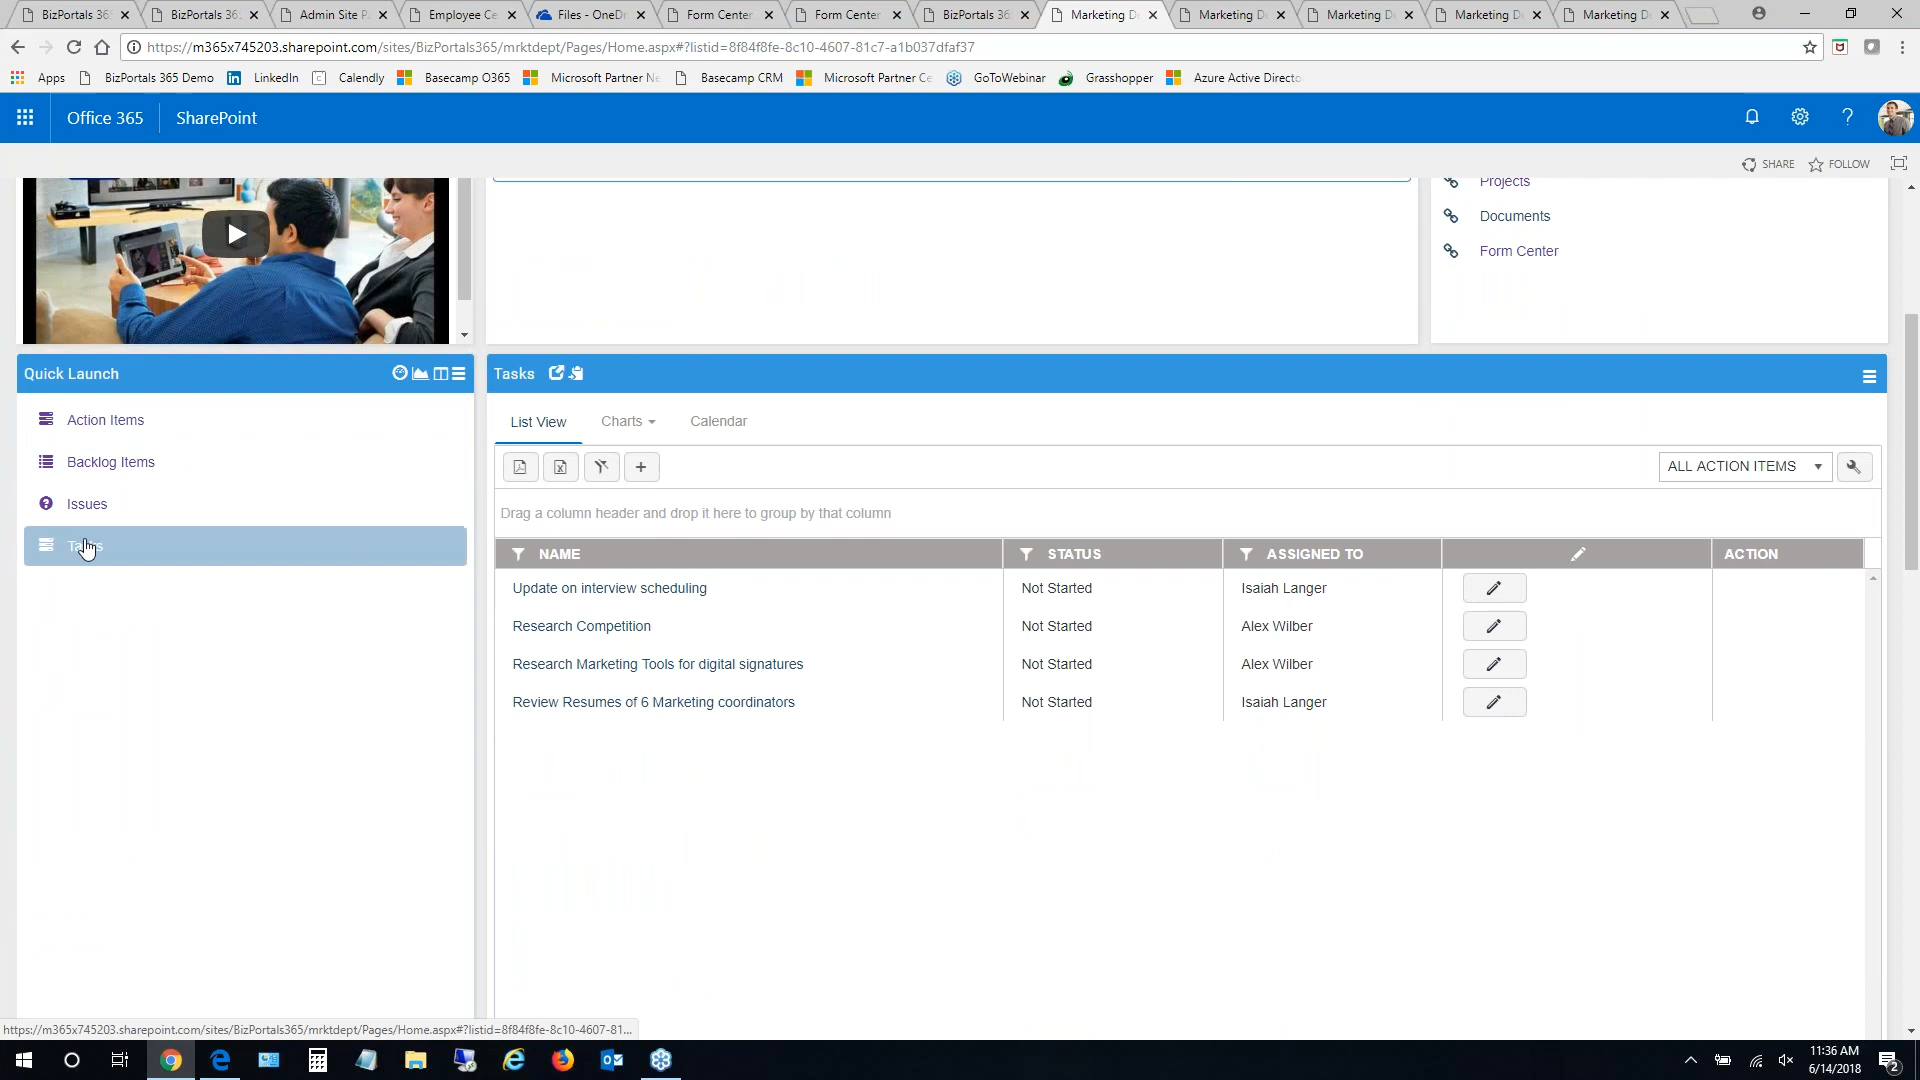 BizPortals 36
BizPortals 36
Admin Site P
Employee Ce
Files - OneDr
Form Center
Form Center
BizPortals 36
Marketing D
Marketing D
Marketing D
Marketing D
Marketing D
https://m365x745203.sharepoint.com/sites/BizPortals365/mrktdept/Pages/Home.aspx#?listid=8f84f8fe-8c10-4607-81c7-a1b037dfaf37
Apps
BizPortals 365 Demo
LinkedIn
Calendly
Basecamp O365
Microsoft Partner Ne
Basecamp CRM
Microsoft Partner Ce
GoToWebinar
Grasshopper
Azure Active Directo
Office 365
SharePoint
SHARE
FOLLOW
Projects
Documents
Form Center
Quick Launch
Action Items
Backlog Items
Issues
Tasks
Tasks
List View
Charts
Calendar
ALL ACTION ITEMS
Drag a column header and drop it here to group by that column
NAME STATUS ASSIGNED TO ACTION
Update on interview scheduling Not Started Isaiah Langer
Research Competition Not Started Alex Wilber
Research Marketing Tools for digital signatures Not Started Alex Wilber
Review Resumes of 6 Marketing coordinators Not Started Isaiah Langer
https://m365x745203.sharepoint.com/sites/BizPortals365/mrktdept/Pages/Home.aspx#?listid=8f84f8fe-8c10-4607-81...
11:36 AM
6/14/2018
2